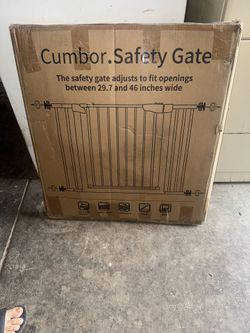 Cumbor.Safety Gate
The safety gate adjusts to fit openings
between 29.7 and 46 inches wide